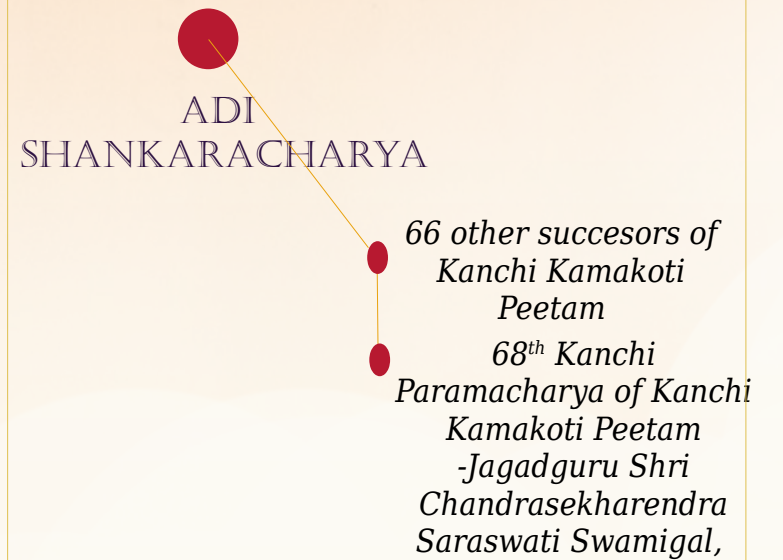 ADI
SHANKARACHARYA
66 other succesors of
Kanchi Kamakoti
Peetam
68th Kanchi
Paramacharya of Kanchi
Kamakoti Peetam
-Jagadguru Shri
Chandrasekharendra
Saraswati Swamigal,